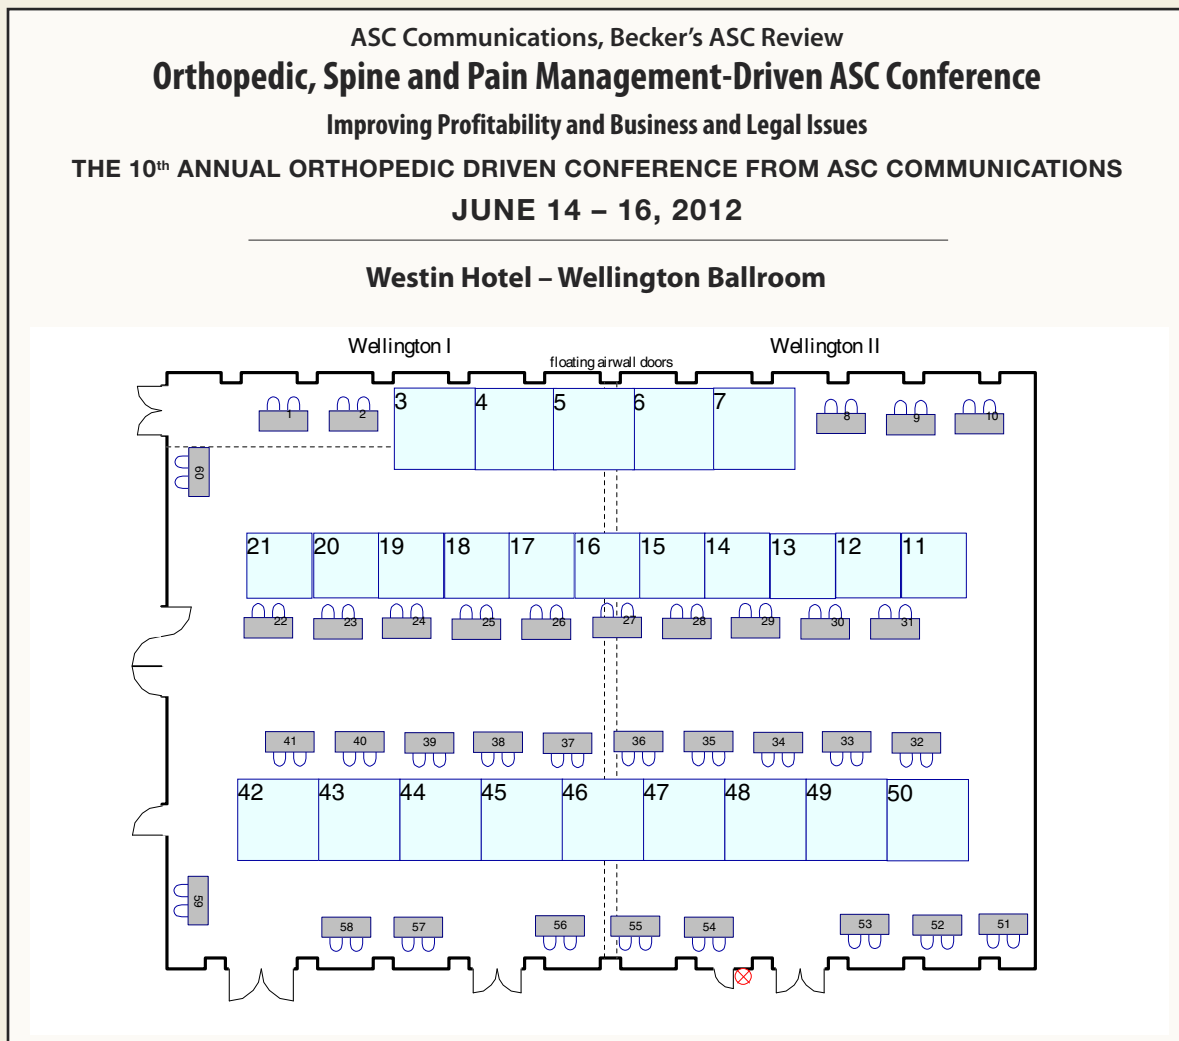 ASC Communications, Becker's ASC Review
Orthopedic, Spine and Pain Management-Driven ASC Conference
Improving Profitability and Business and Legal Issues
THE 10th ANNUAL ORTHOPEDIC DRIVEN CONFERENCE FROM ASC COMMUNICATIONS
JUNE 14 – 16, 2012
Westin Hotel – Wellington Ballroom
Wellington I
Wellington II
floating airwall doors
1 2 3 4 5 6 7 8 9 10
60
21 20 19 18 17 16 15 14 13 12 11
22 23 24 25 26 27 28 29 30 31
41 40 39 38 37 36 35 34 33 32
42 43 44 45 46 47 48 49 50
59
58 57 56 55 54 53 52 51